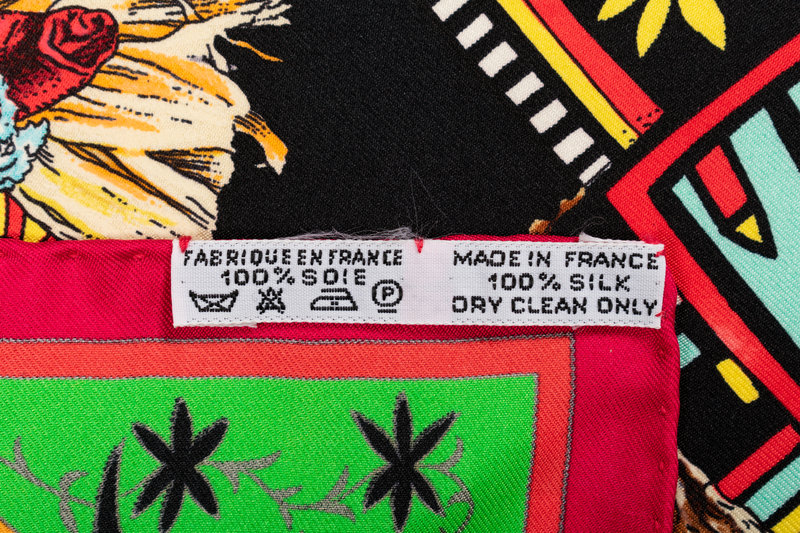 FABRIQUE EN FRANCE
100% SOIE
P
MADE IN FRANCE
100% SILK
DRY CLEAN ONLY